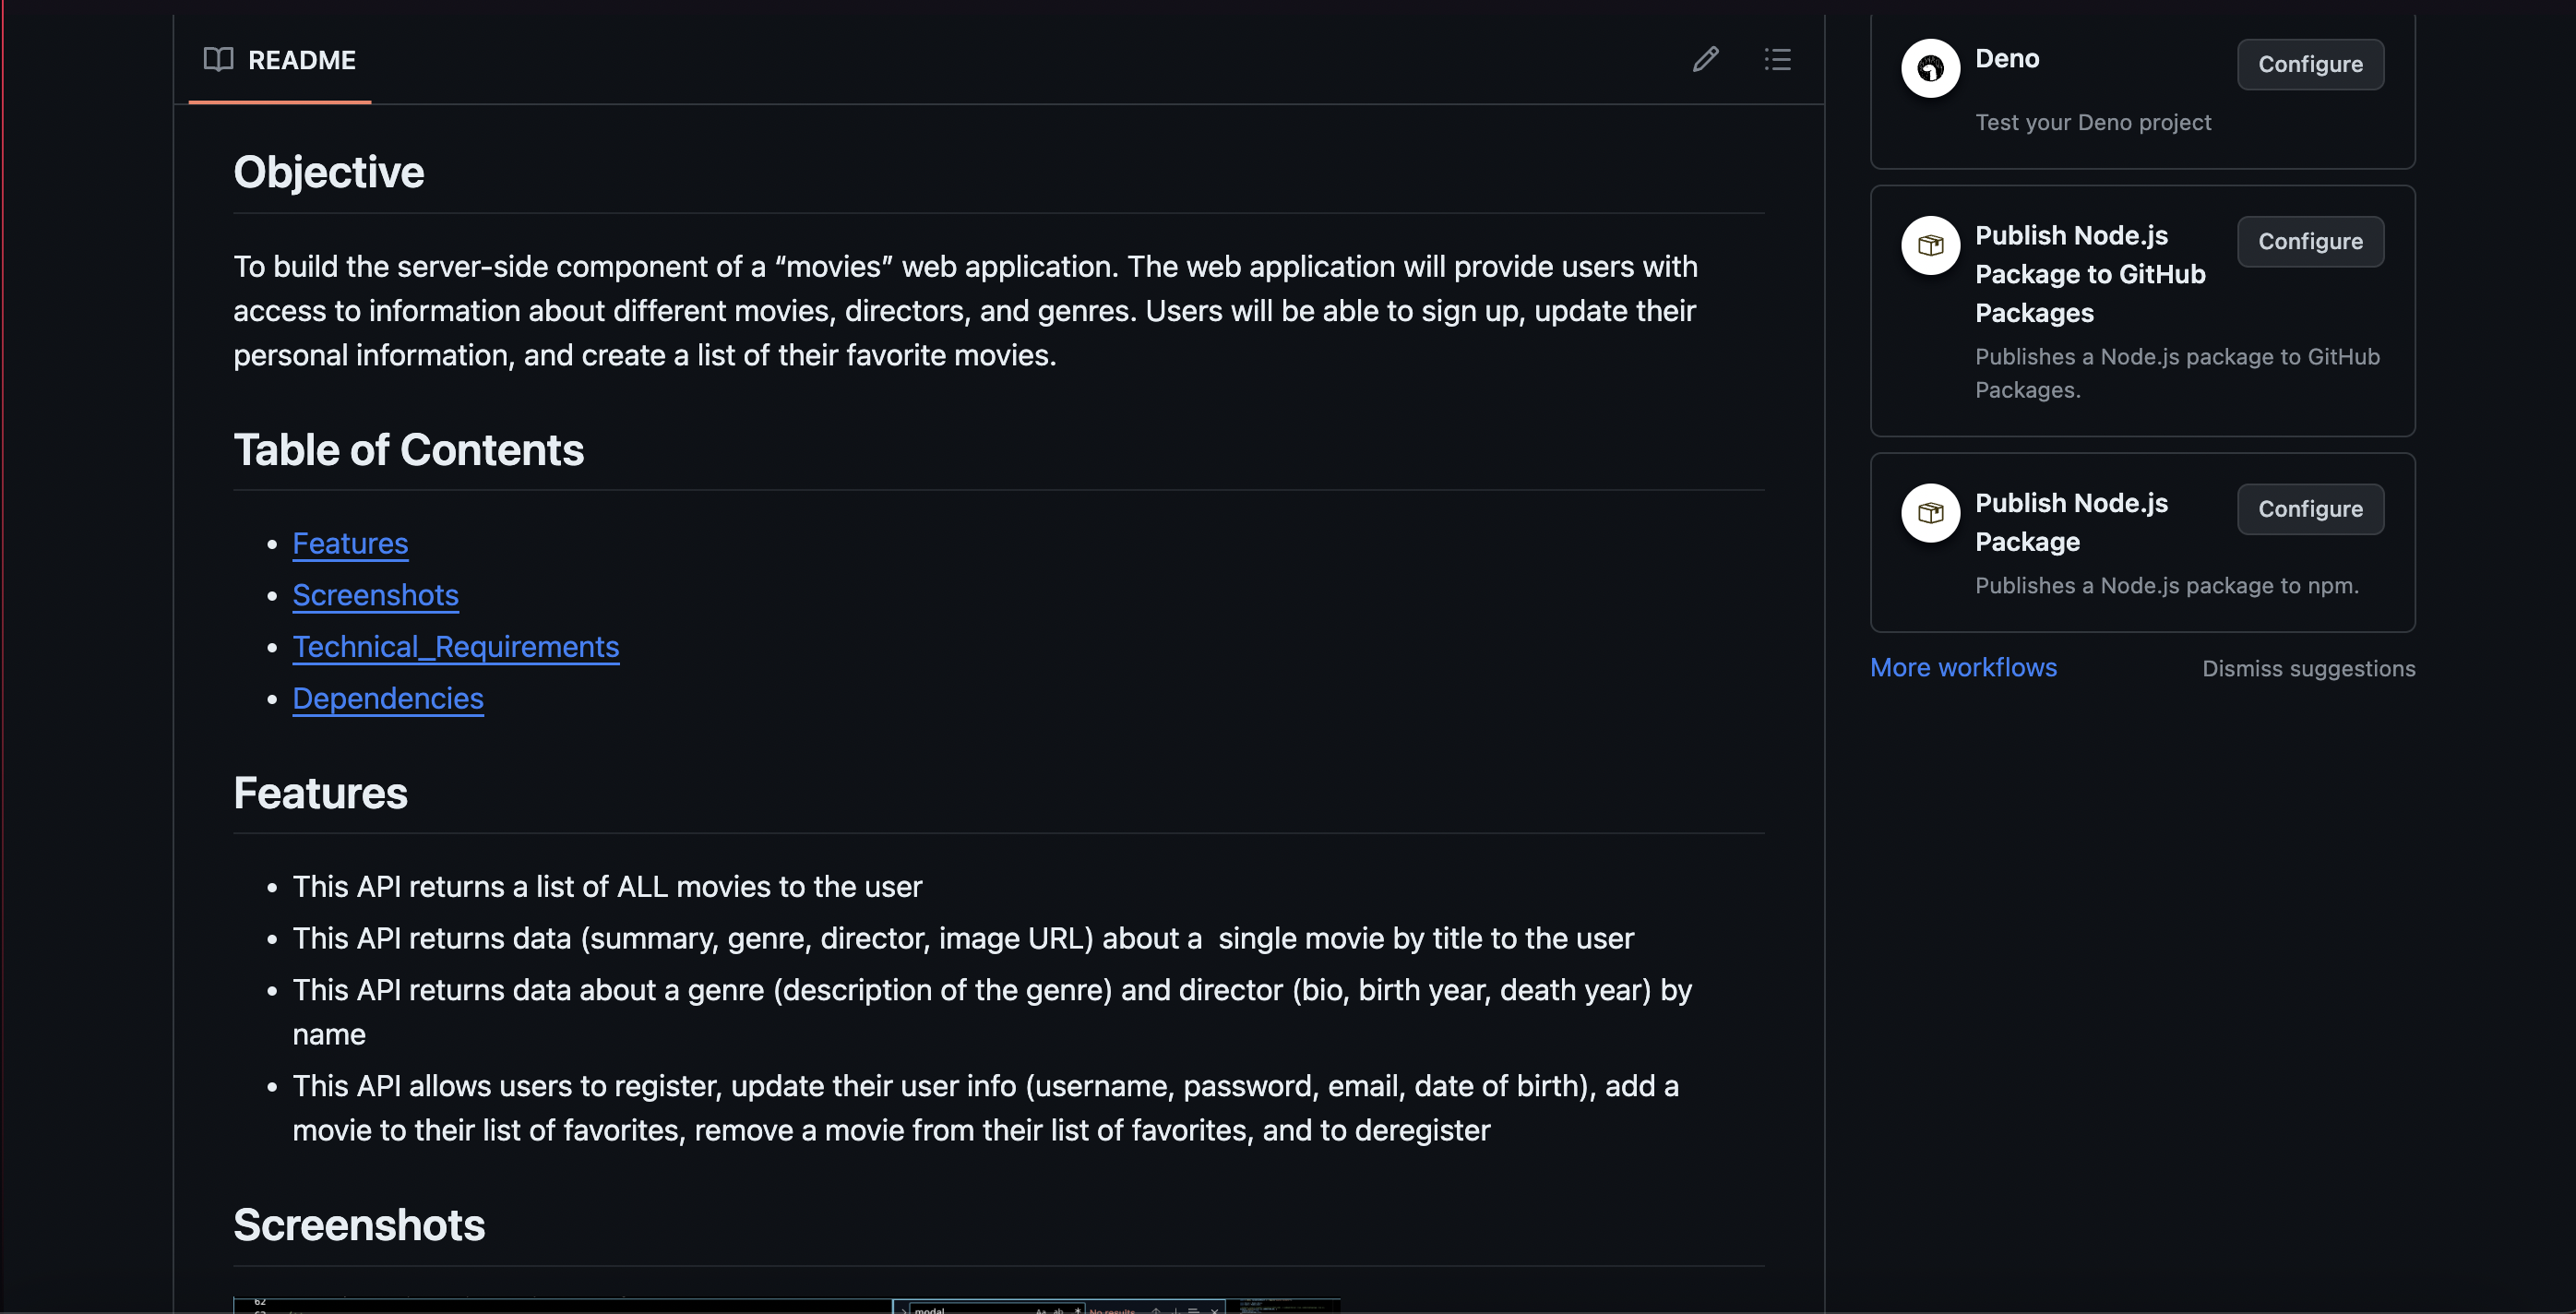 README
Objective
To build the server-side component of a “movies” web application. The web application will provide users with
access to information about different movies, directors, and genres. Users will be able to sign up, update their
personal information, and create a list of their favorite movies.
Table of Contents
Features
Screenshots
Technical_Requirements
Dependencies
Features
This API returns a list of ALL movies to the user
This API returns data (summary, genre, director, image URL) about a  single movie by title to the user
This API returns data about a genre (description of the genre) and director (bio, birth year, death year) by
name
This API allows users to register, update their user info (username, password, email, date of birth), add a
movie to their list of favorites, remove a movie from their list of favorites, and to deregister
Screenshots
62
modal
No results
Deno
Configure
Test your Deno project
Publish Node.js
Package to GitHub
Packages
Configure
Publishes a Node.js package to GitHub
Packages.
Publish Node.js
Package
Configure
Publishes a Node.js package to npm.
More workflows
Dismiss suggestions